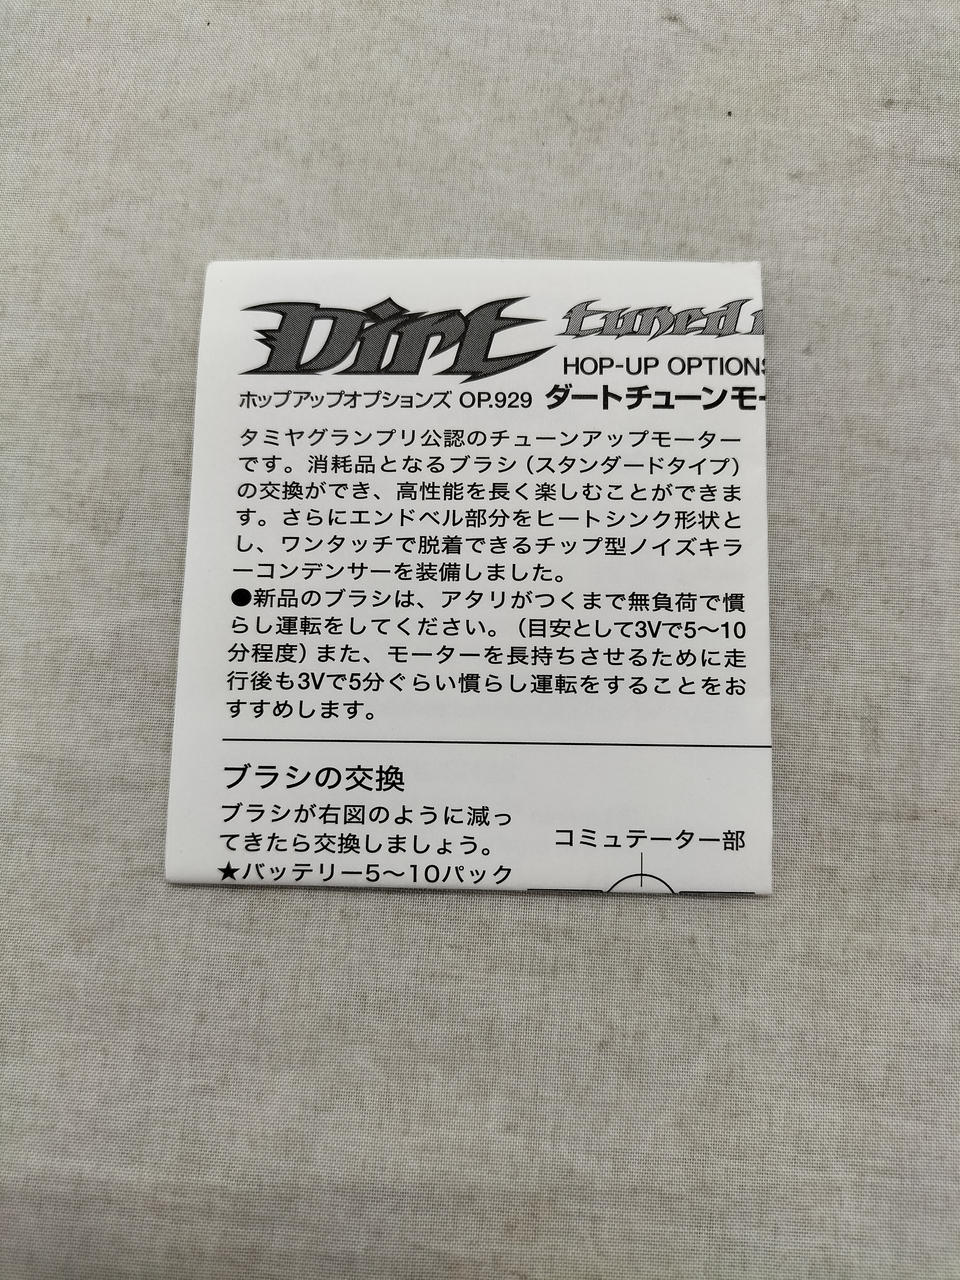 Dirt tuned
HOP-UP OPTIONS
ホップアップオプションズ OP.929 ダートチューンモー
タミヤグランプリ公認のチューンアップモーター
です。消耗品となるブラシ（スタンダードタイプ）
の交換ができ、高性能を長く楽しむことができま
す。さらにエンドベル部分をヒートシンク形状と
し、ワンタッチで脱着できるチップ型ノイズキラ
ーコンデンサーを装備しました。
●新品のブラシは、アタリがつくまで無負荷で慣
らし運転をしてください。（目安として3Vで5〜10
分程度）また、モーターを長持ちさせるために走
行後も3Vで5分ぐらい慣らし運転をすることをお
すすめします。
ブラシの交換
ブラシが右図のように減っ
てきたら交換しましょう。
★バッテリー5〜10パック
コミュテーター部